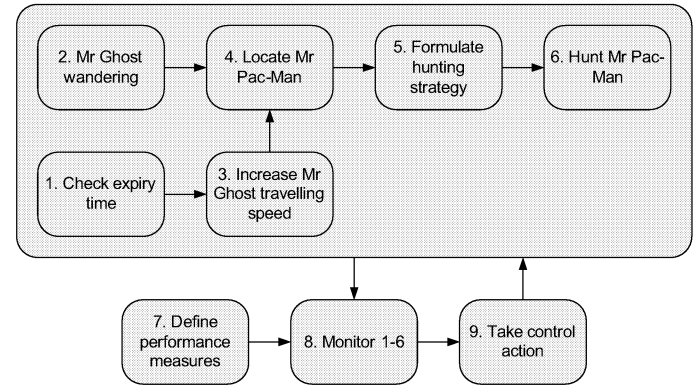 2. Mr Ghost
wandering
4. Locate Mr
Pac-Man
5. Formulate
hunting
strategy
6. Hunt Mr Pac-
Man
1. Check expiry
time
3. Increase Mr
Ghost travelling
speed
7. Define
performance
measures
8. Monitor 1-6
9. Take control
action